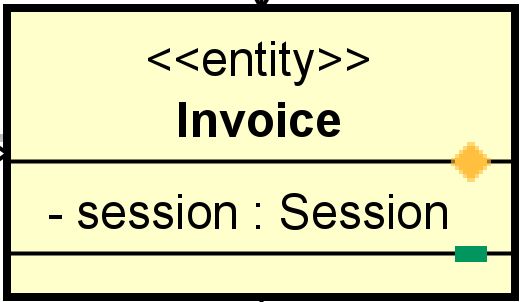 <<entity>>
Invoice
- session : Session